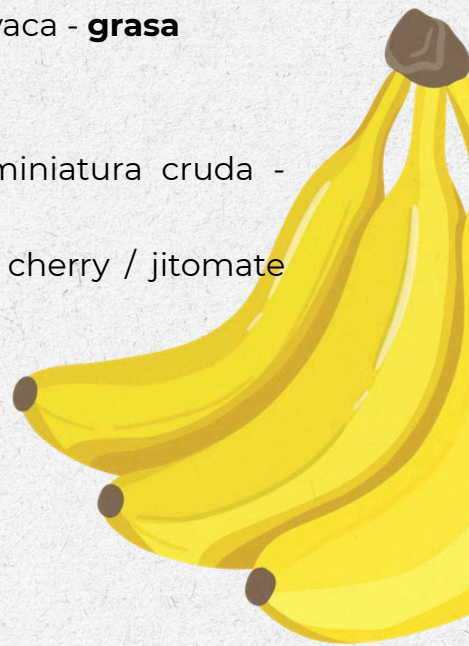 vaca - grasa
miniatura cruda -
cherry / jitomate